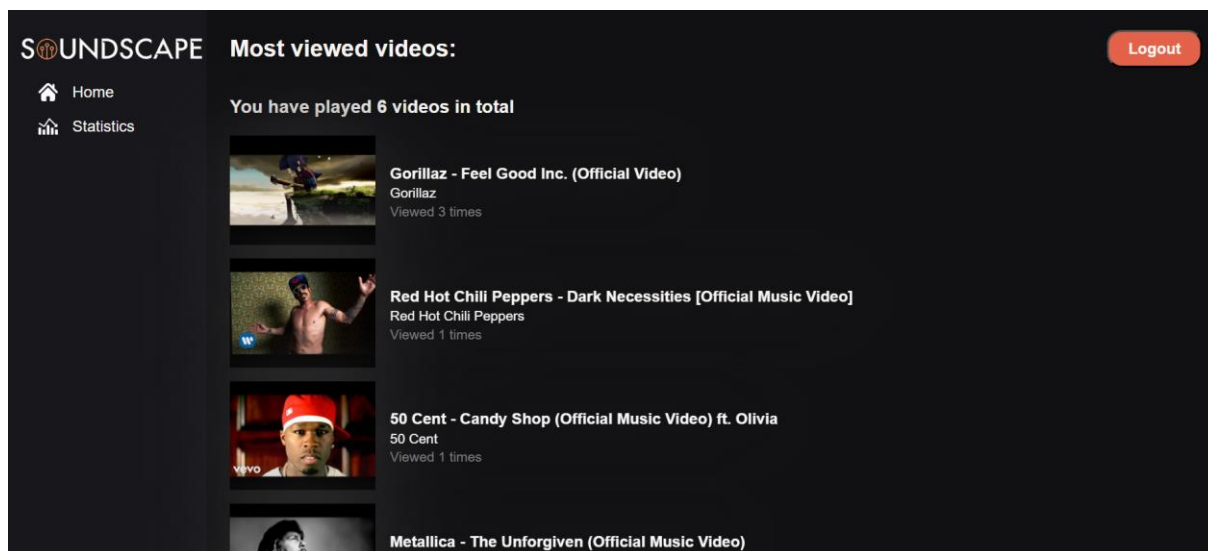 SOUNDSCAPE
Home
Statistics
Most viewed videos:
Logout
You have played 6 videos in total
Gorillaz - Feel Good Inc. (Official Video)
Gorillaz
Viewed 3 times
Red Hot Chili Peppers - Dark Necessities [Official Music Video]
Red Hot Chili Peppers
Viewed 1 times
W
50 Cent - Candy Shop (Official Music Video) ft. Olivia
50 Cent
Viewed 1 times
vevo
Metallica - The Unforgiven (Official Music Video)